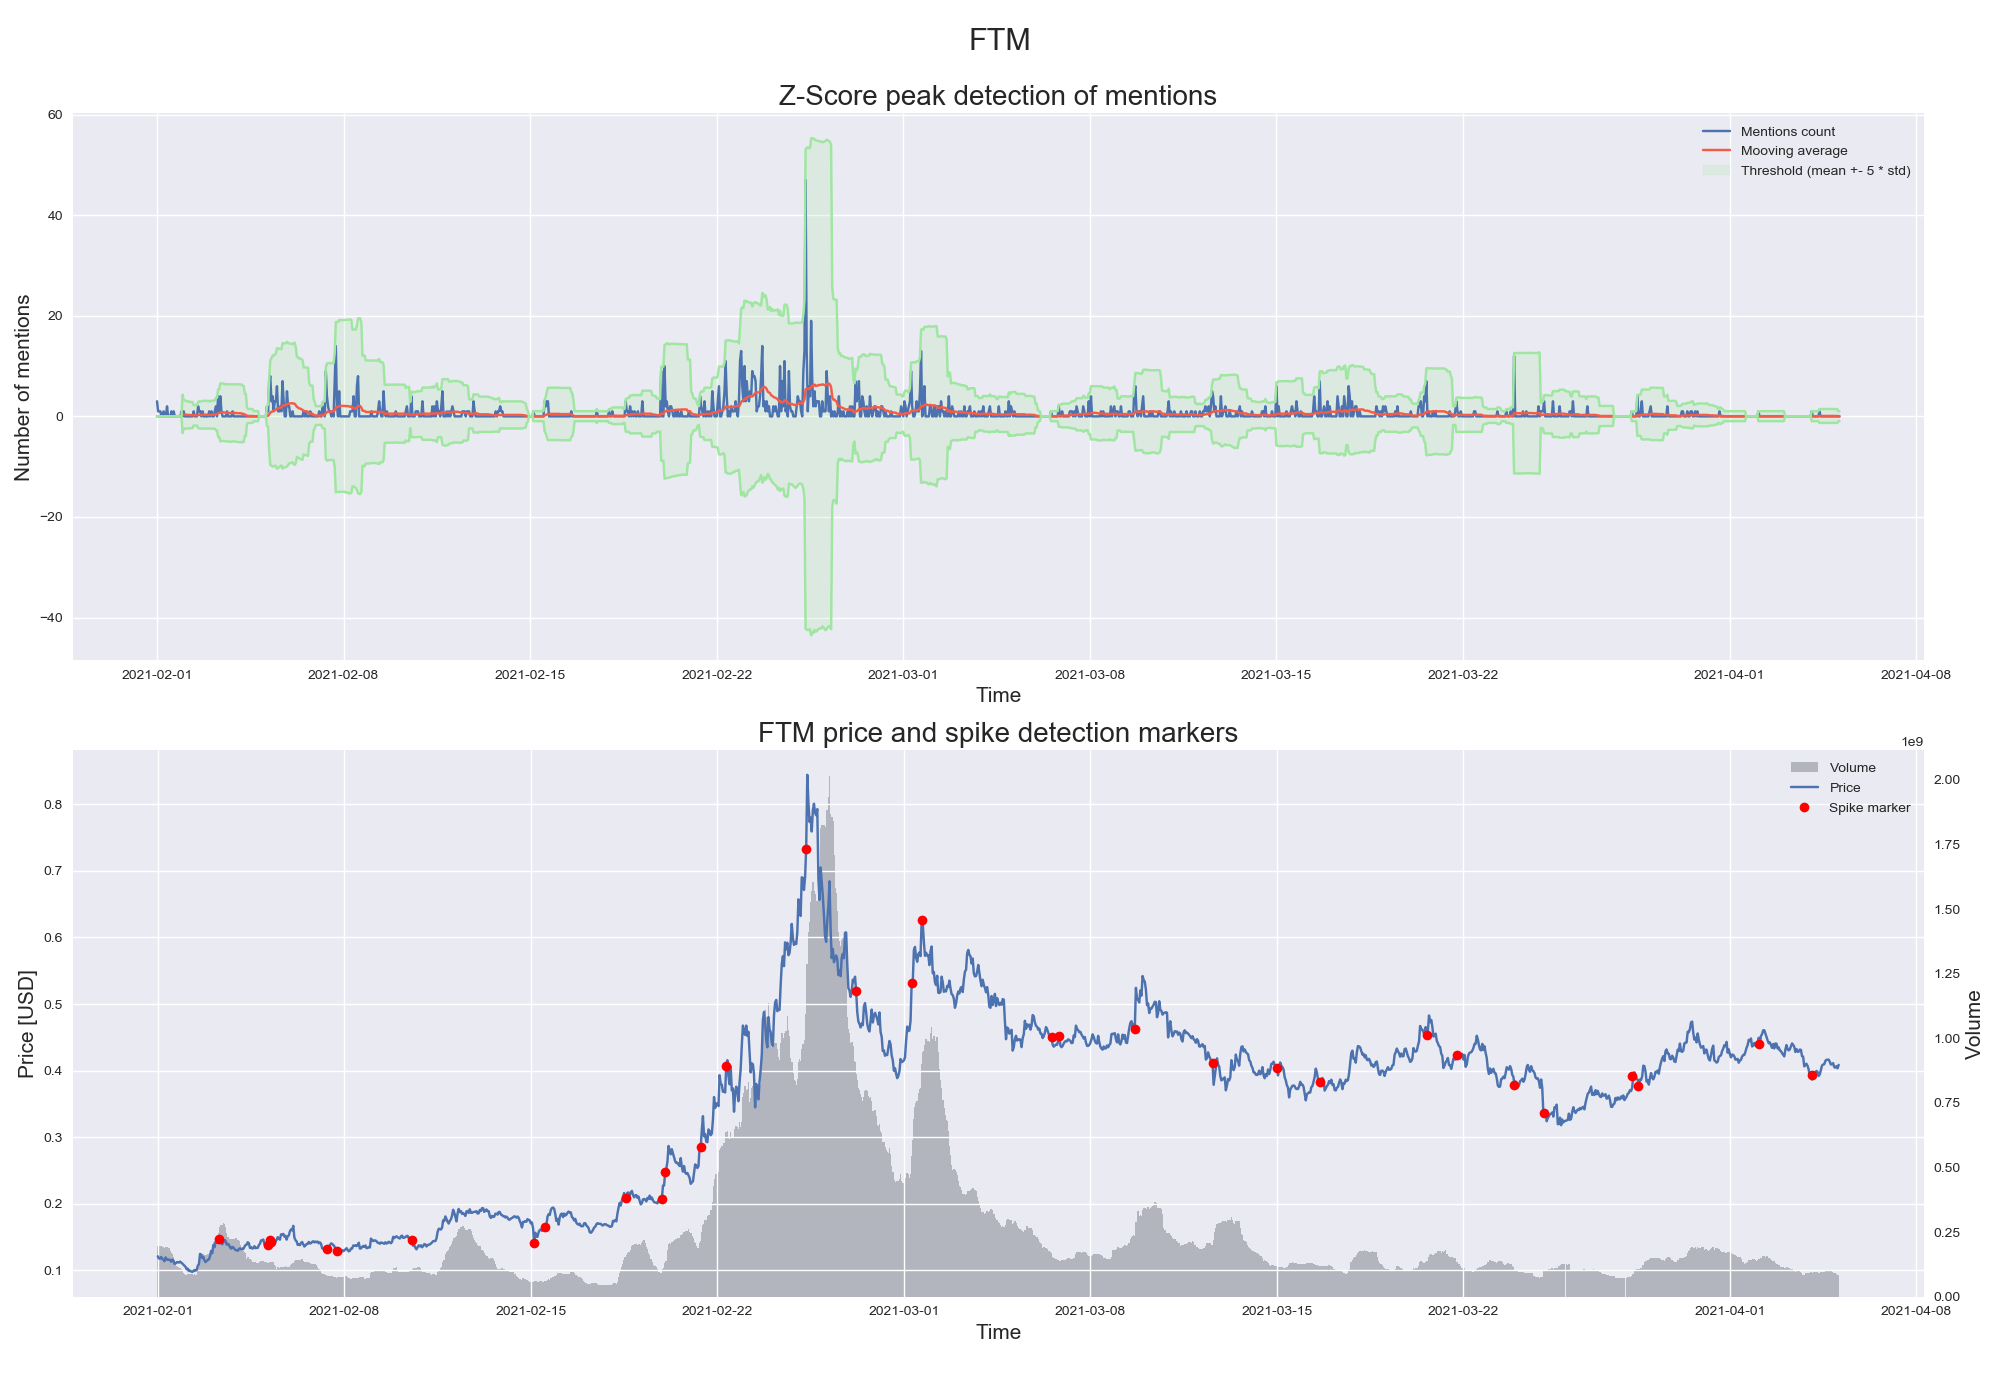 FTM
Z-Score peak detection of mentions
60
40
20
0
−20
−40
Number of mentions
Mentions count
Mooving average
Threshold (mean +- 5 * std)
2021-02-01 2021-02-08 2021-02-15 2021-02-22 2021-03-01 2021-03-08 2021-03-15 2021-03-22 2021-04-01 2021-04-08
Time
FTM price and spike detection markers
1e9
0.8
0.7
0.6
0.5
0.4
0.3
0.2
0.1
Price [USD]
Volume
Price
Spike marker
2.00
1.75
1.50
1.25
1.00
0.75
0.50
0.25
0.00
Volume
2021-02-01 2021-02-08 2021-02-15 2021-02-22 2021-03-01 2021-03-08 2021-03-15 2021-03-22 2021-04-01 2021-04-08
Time